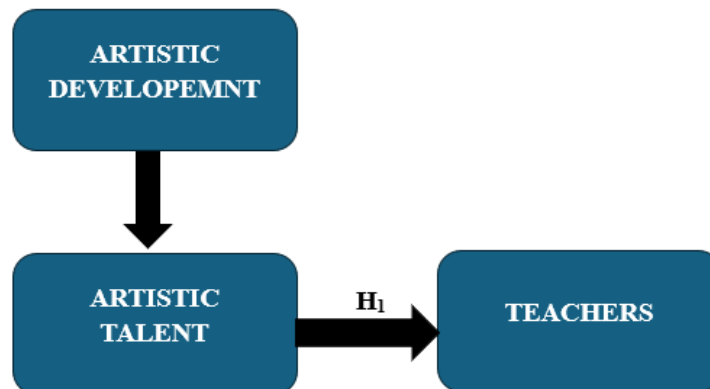 ARTISTIC
DEVELOPEMNT
ARTISTIC
TALENT
H₁
TEACHERS